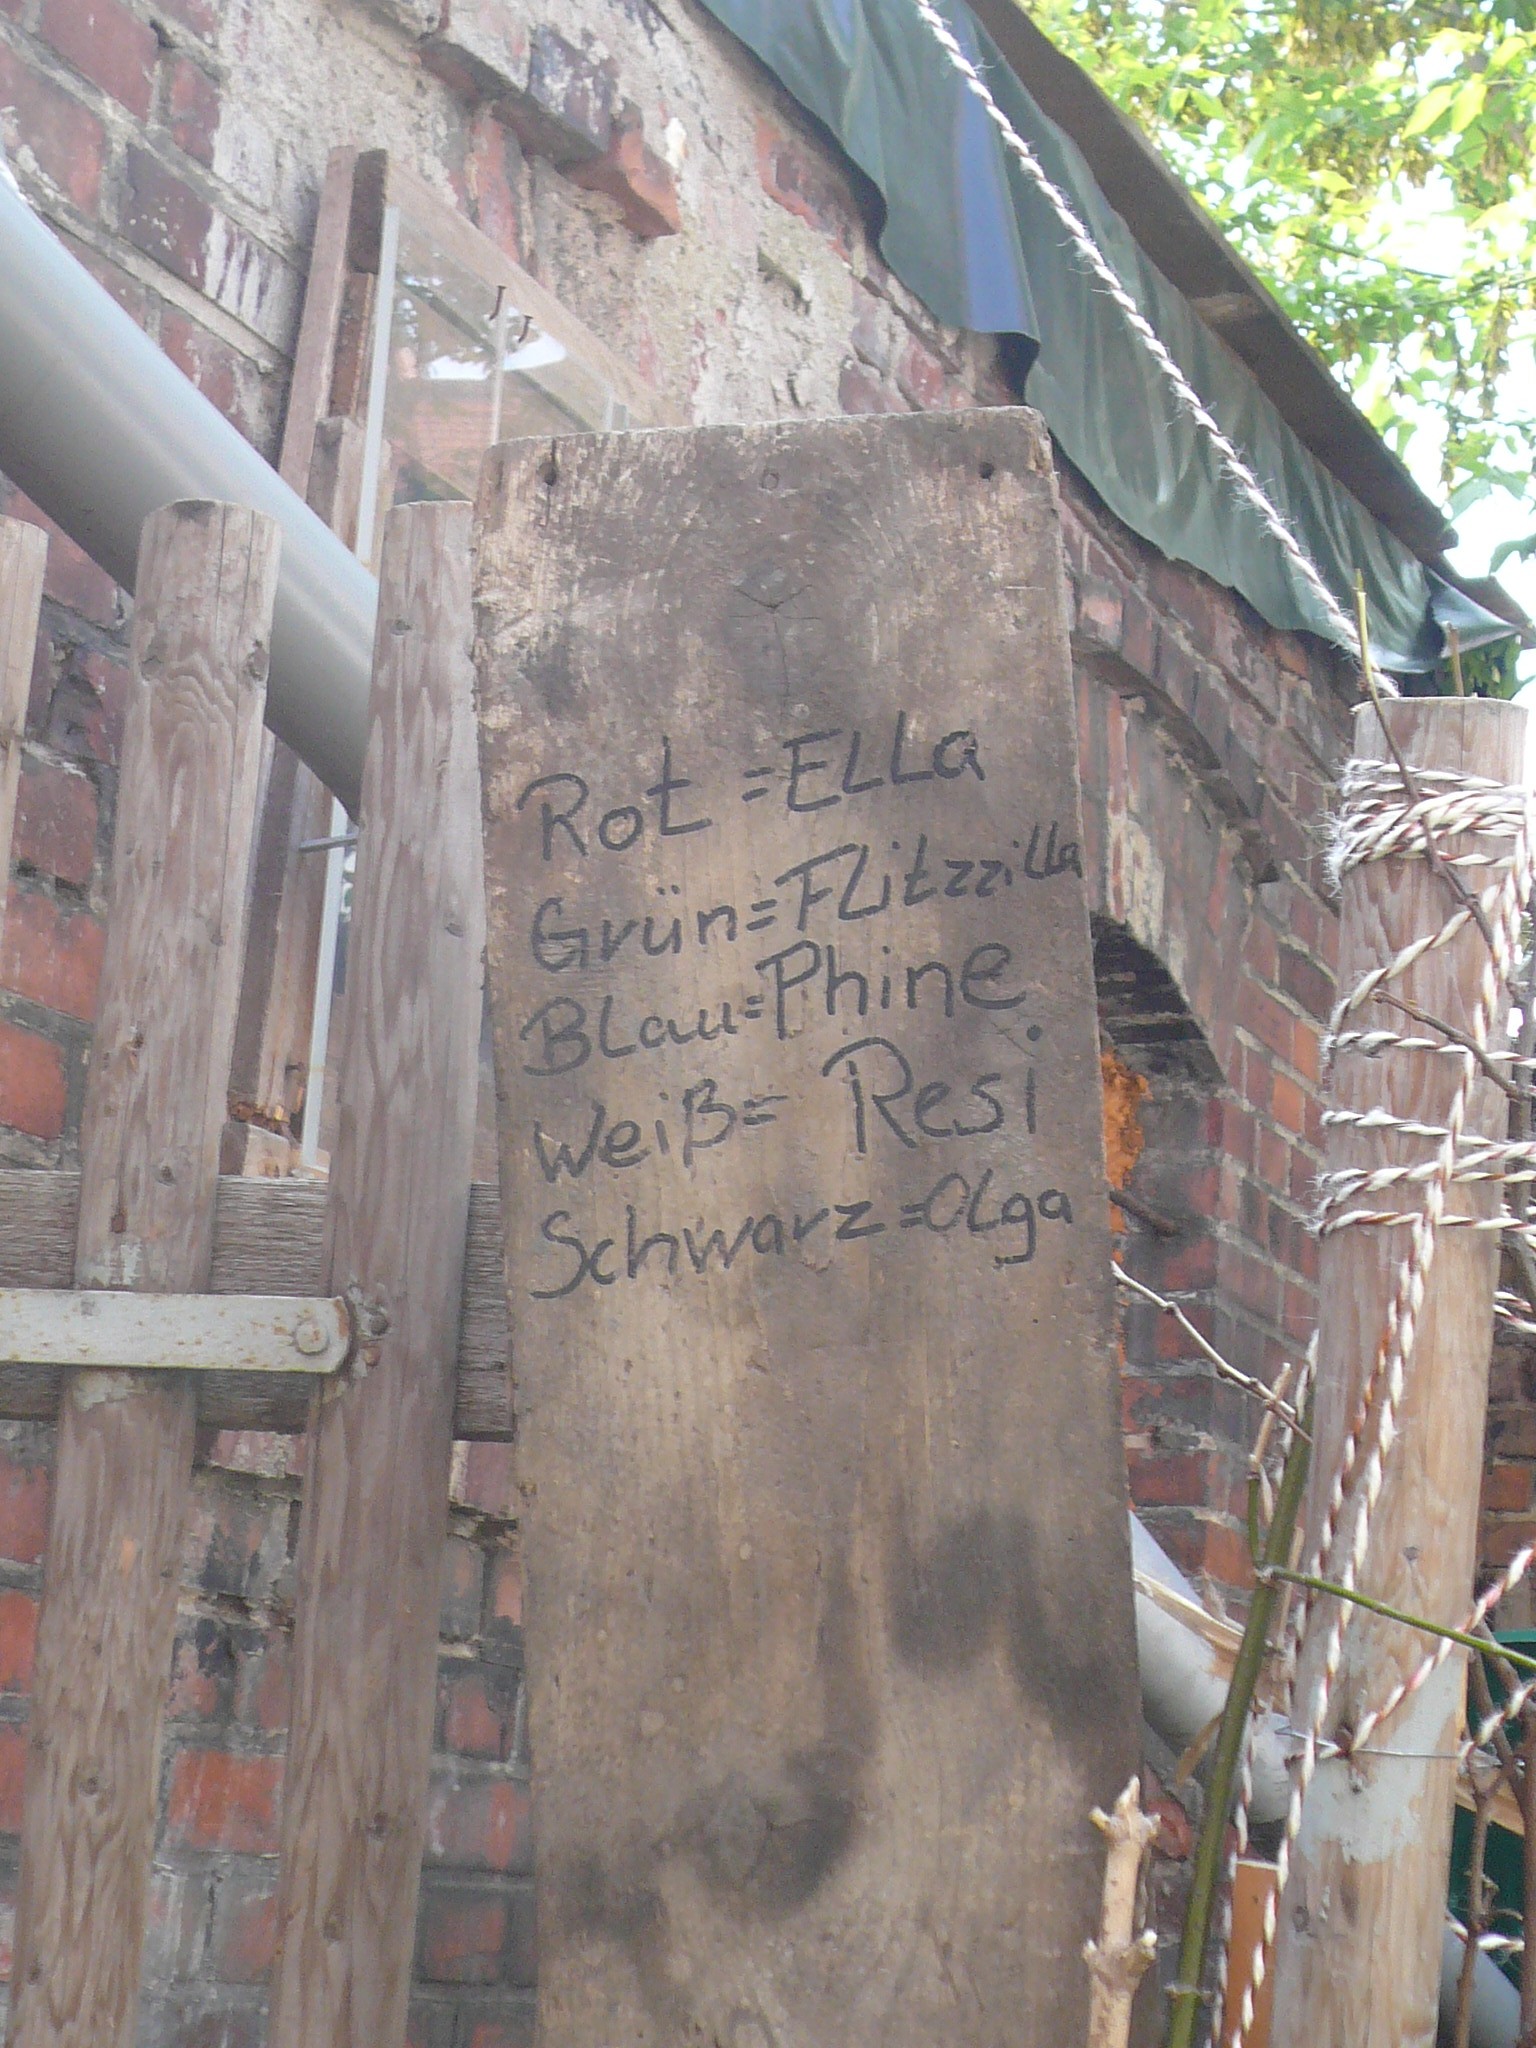 Rot = ELLa
Grün = Flitzzilla
Blau = Phine
Weiß = Resi
Schwarz = Olga